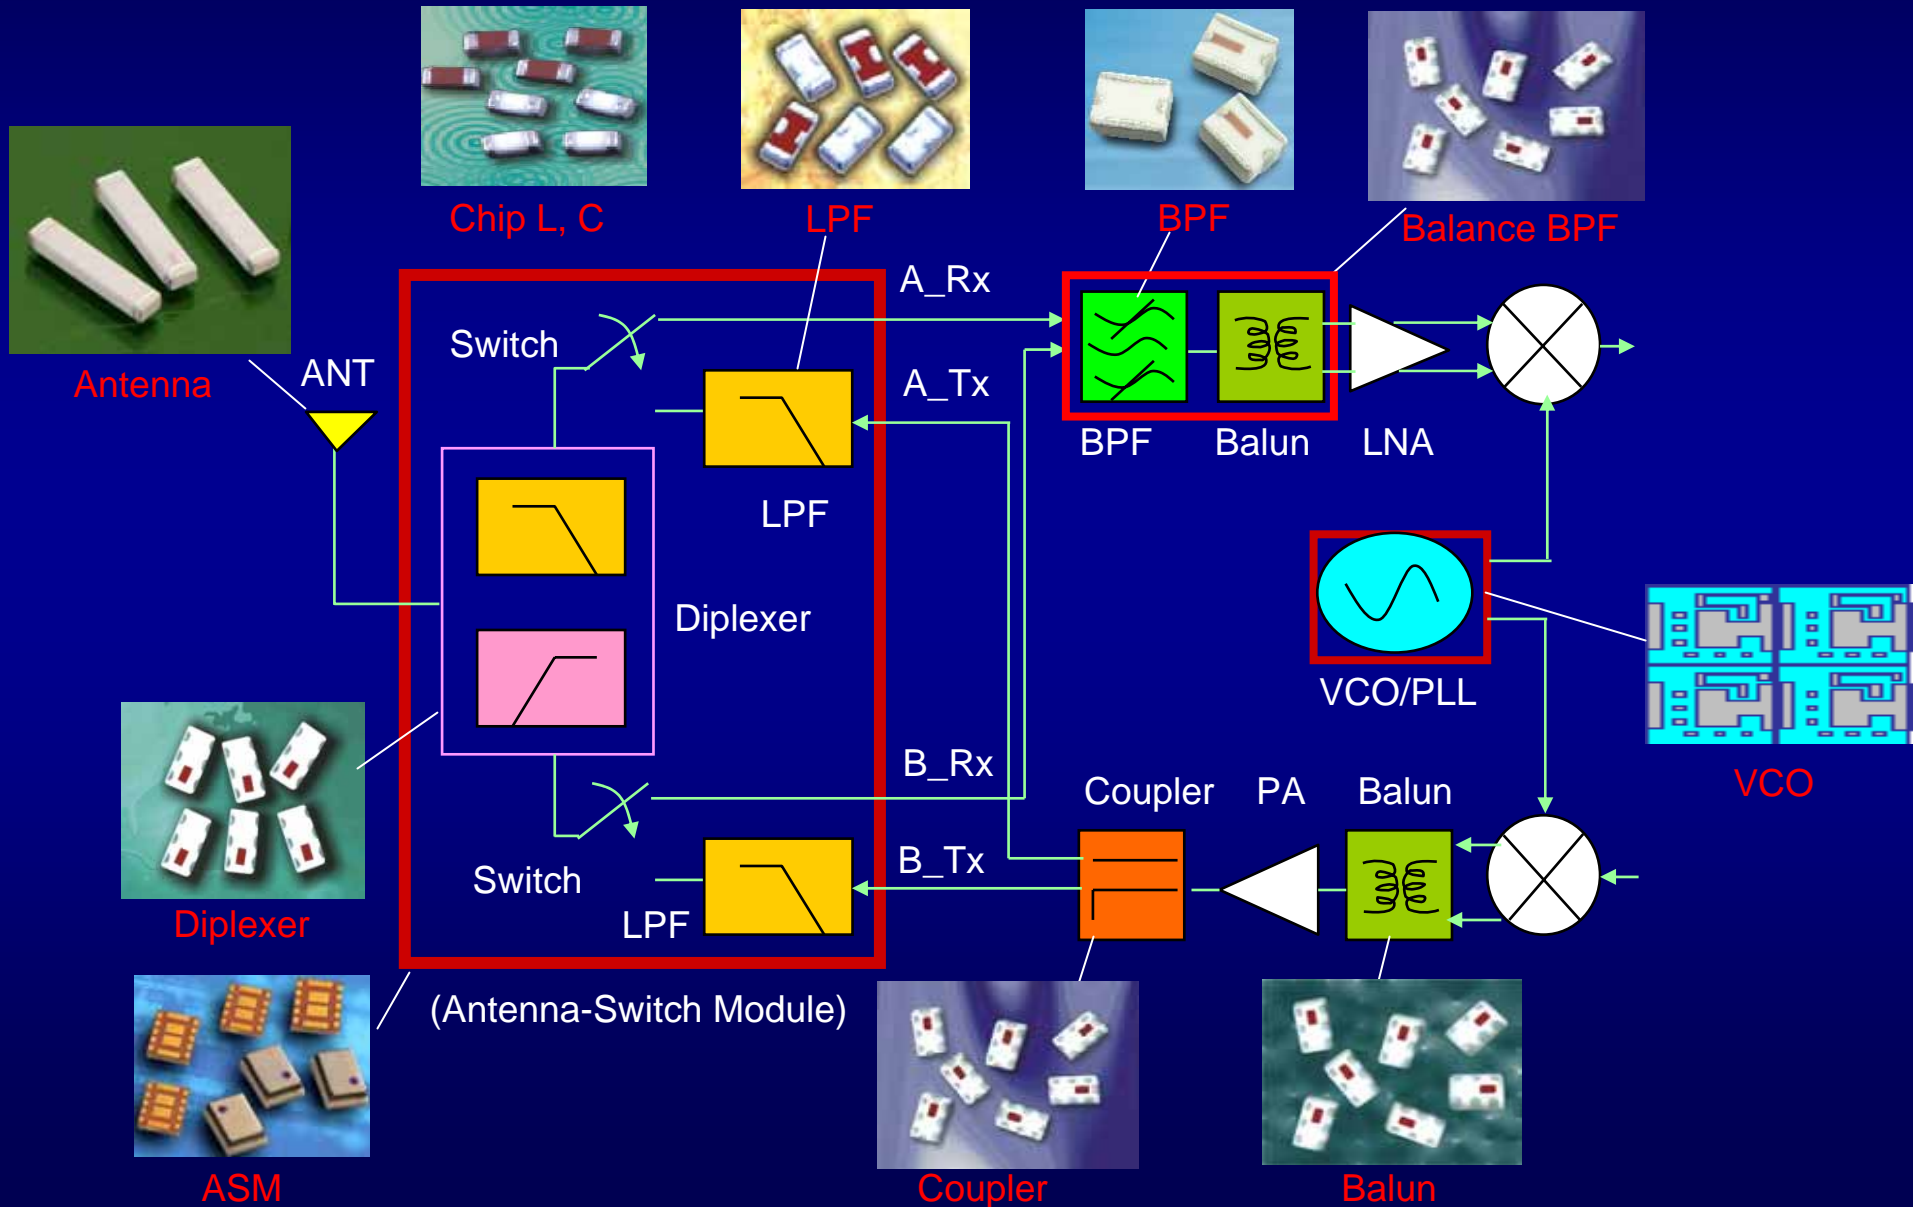 Chip L, C
LPF
BPF
Balance BPF
Antenna
ANT
Switch
A_Rx
A_Tx
LPF
BPF
Balun
LNA
Diplexer
VCO/PLL
VCO
B_Rx
B_Tx
Coupler
PA
Balun
Switch
LPF
Diplexer
(Antenna-Switch Module)
ASM
Coupler
Balun